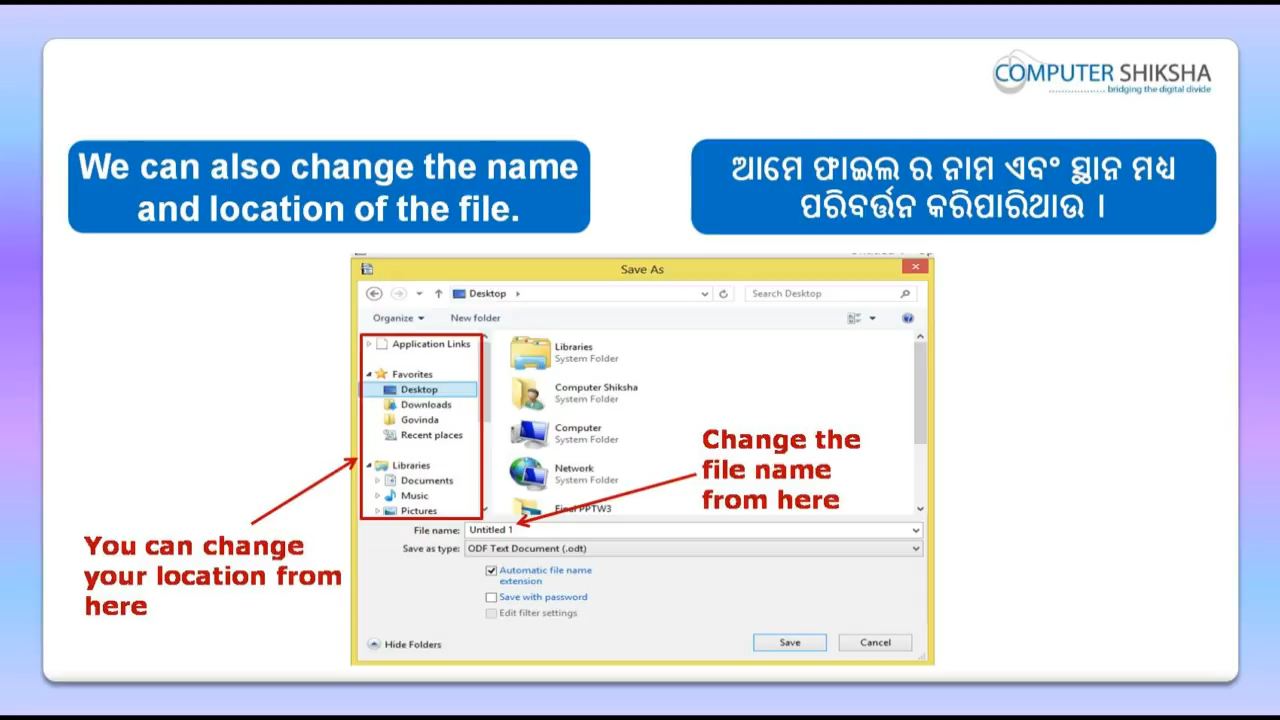 COMPUTER SHIKSHA
bridging the digital divide
We can also change the name
and location of the file.
ଆମେ ଫାଇଲ ର ନାମ ଏବଂ ସ୍ଥାନ ମଧ୍ୟ
ପରିବର୍ତ୍ତନ କରିପାରିଥାଉ ।
Save As
Desktop
Search Desktop
Organize
New folder
Application Links
Favorites
Desktop
Downloads
Govinda
Recent places
Libraries
Documents
Music
Pictures
Libraries
System Folder
Computer Shiksha
System Folder
Computer
System Folder
Network
System Folder
Final PPTW3
Change the
file name
from here
You can change
your location from
here
File name: Untitled 1
Save as type: ODF Text Document (.odt)
Automatic file name
extension
Save with password
Edit filter settings
Hide Folders
Save
Cancel